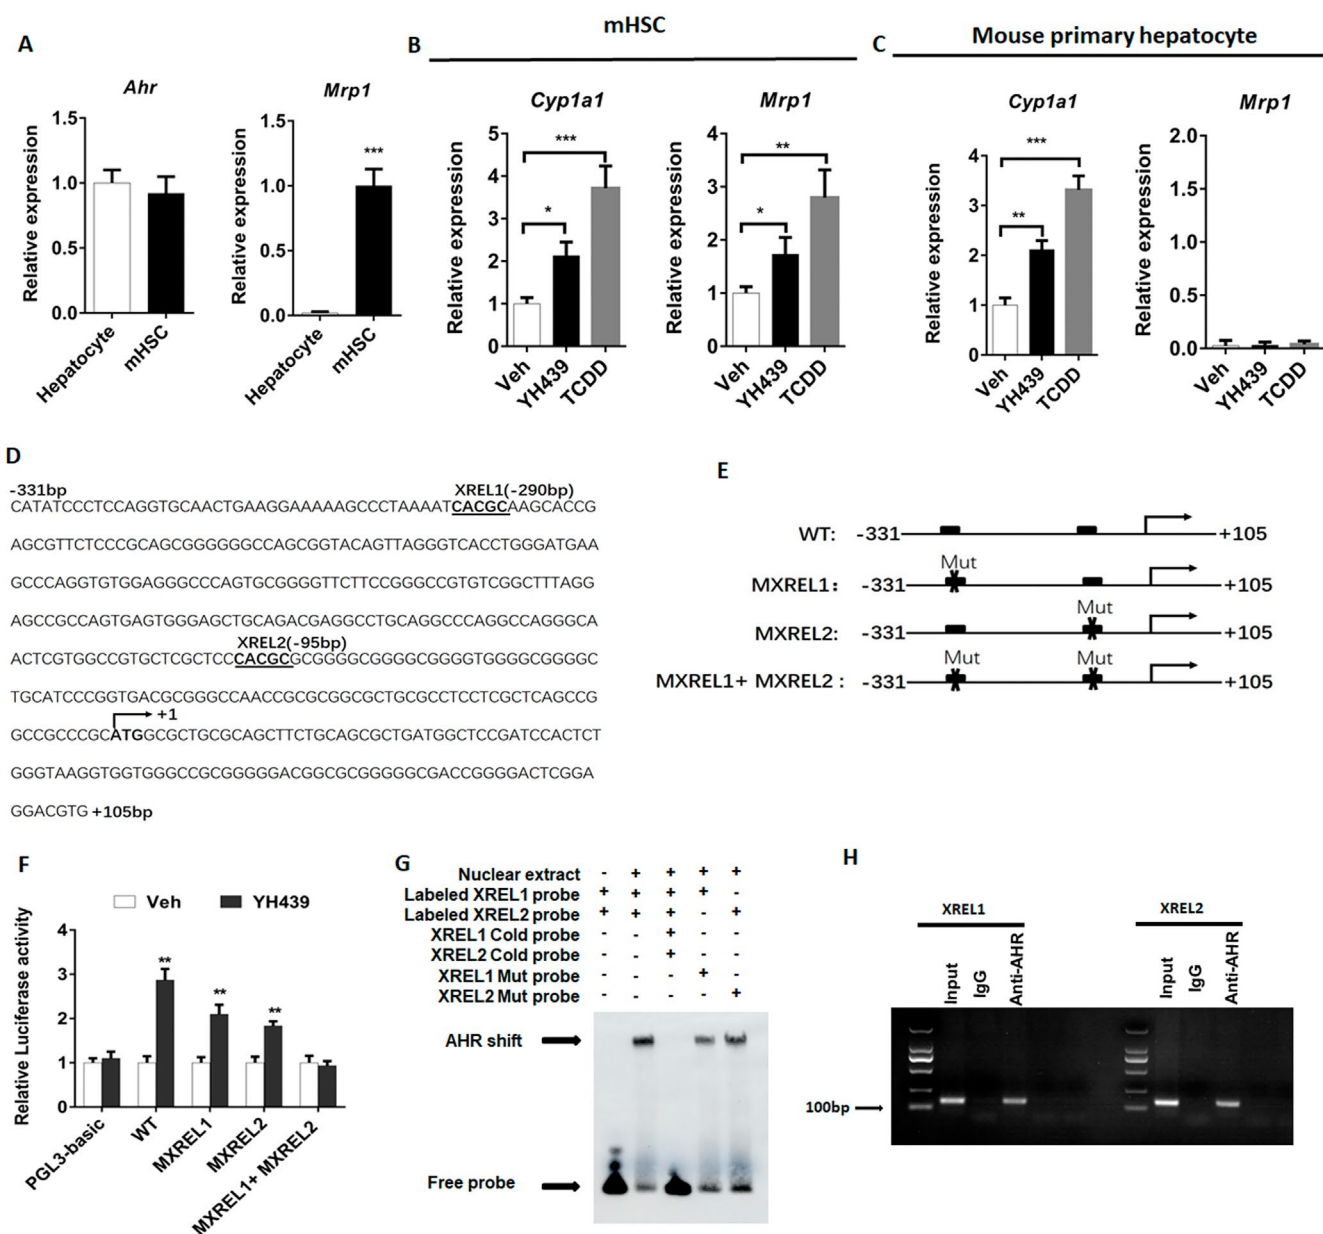 A
Ahr
Relative expression
1.5
1.0
0.5
0.0
Hepatocyte
mHSC
Mrp1
Relative expression
1.5
1.0
0.5
0.0
***
Hepatocyte
mHSC
B
mHSC
Cyp1a1
Relative expression
5
4
3
2
1
0
***
*
Veh
YH439
TCDD
Mrp1
Relative expression
4
3
2
1
0
**
*
Veh
YH439
TCDD
C
Mouse primary hepatocyte
Cyp1a1
Relative expression
4
3
2
1
0
***
**
Veh
YH439
TCDD
Mrp1
Relative expression
2.0
1.5
1.0
0.5
0.0
Veh
YH439
TCDD
D
-331bp XREL1(-290bp)
CATATCCCTCCAGGTGCAACTGAAGGAAAAAGCCCTAAAATCACGCAAGCACCG
AGCGTTCTCCCGCAGCGGGGGGCCAGCGGTACAGTTAGGGTCACCTGGGATGAA
GCCCAGGTGTGGAGGGCCCAGTGCGGGGTTCTTCCGGGCCGTGTCGGCTTTAGG
AGCCGCCAGTGAGTGGGAGCTGCAGACGAGGCCTGCAGGCCCAGGCCAGGGCA
XREL2(-95bp)
ACTCGTGGCCGTGCTCGCTCCCACGCGCGGGGCGGGGCGGGGTGGGGCGGGGC
TGCATCCCGGTGACGCGGGCCAACCGCGCGGCGCTGCGCCTCCTCGCTCAGCCG
+1
GCCGCCCGCATGGCGCTGCGCAGCTTCTGCAGCGCTGATGGCTCCGATCCACTCT
GGGTAAGGTGGTGGGCCGCGGGGGACGGCGCGGGGGCGACCGGGGACTCGGA
GGACGTG +105bp
E
WT: -331 +105
Mut
MXREL1: -331 +105
Mut
MXREL2: -331 +105
Mut Mut
MXREL1+ MXREL2 : -331 +105
F
Veh YH439
Relative Luciferase activity
4
3
2
1
0
**
**
**
PGL3-basic
WT
MXREL1
MXREL2
MXREL1+ MXREL2
G
Nuclear extract - + + + +
Labeled XREL1 probe + + + + -
Labeled XREL2 probe + + + - +
XREL1 Cold probe - - + - -
XREL2 Cold probe - - + - -
XREL1 Mut probe - - - + -
XREL2 Mut probe - - - - +
AHR shift
Free probe
H
XREL1
Input
IgG
Anti-AHR
XREL2
Input
IgG
Anti-AHR
100bp